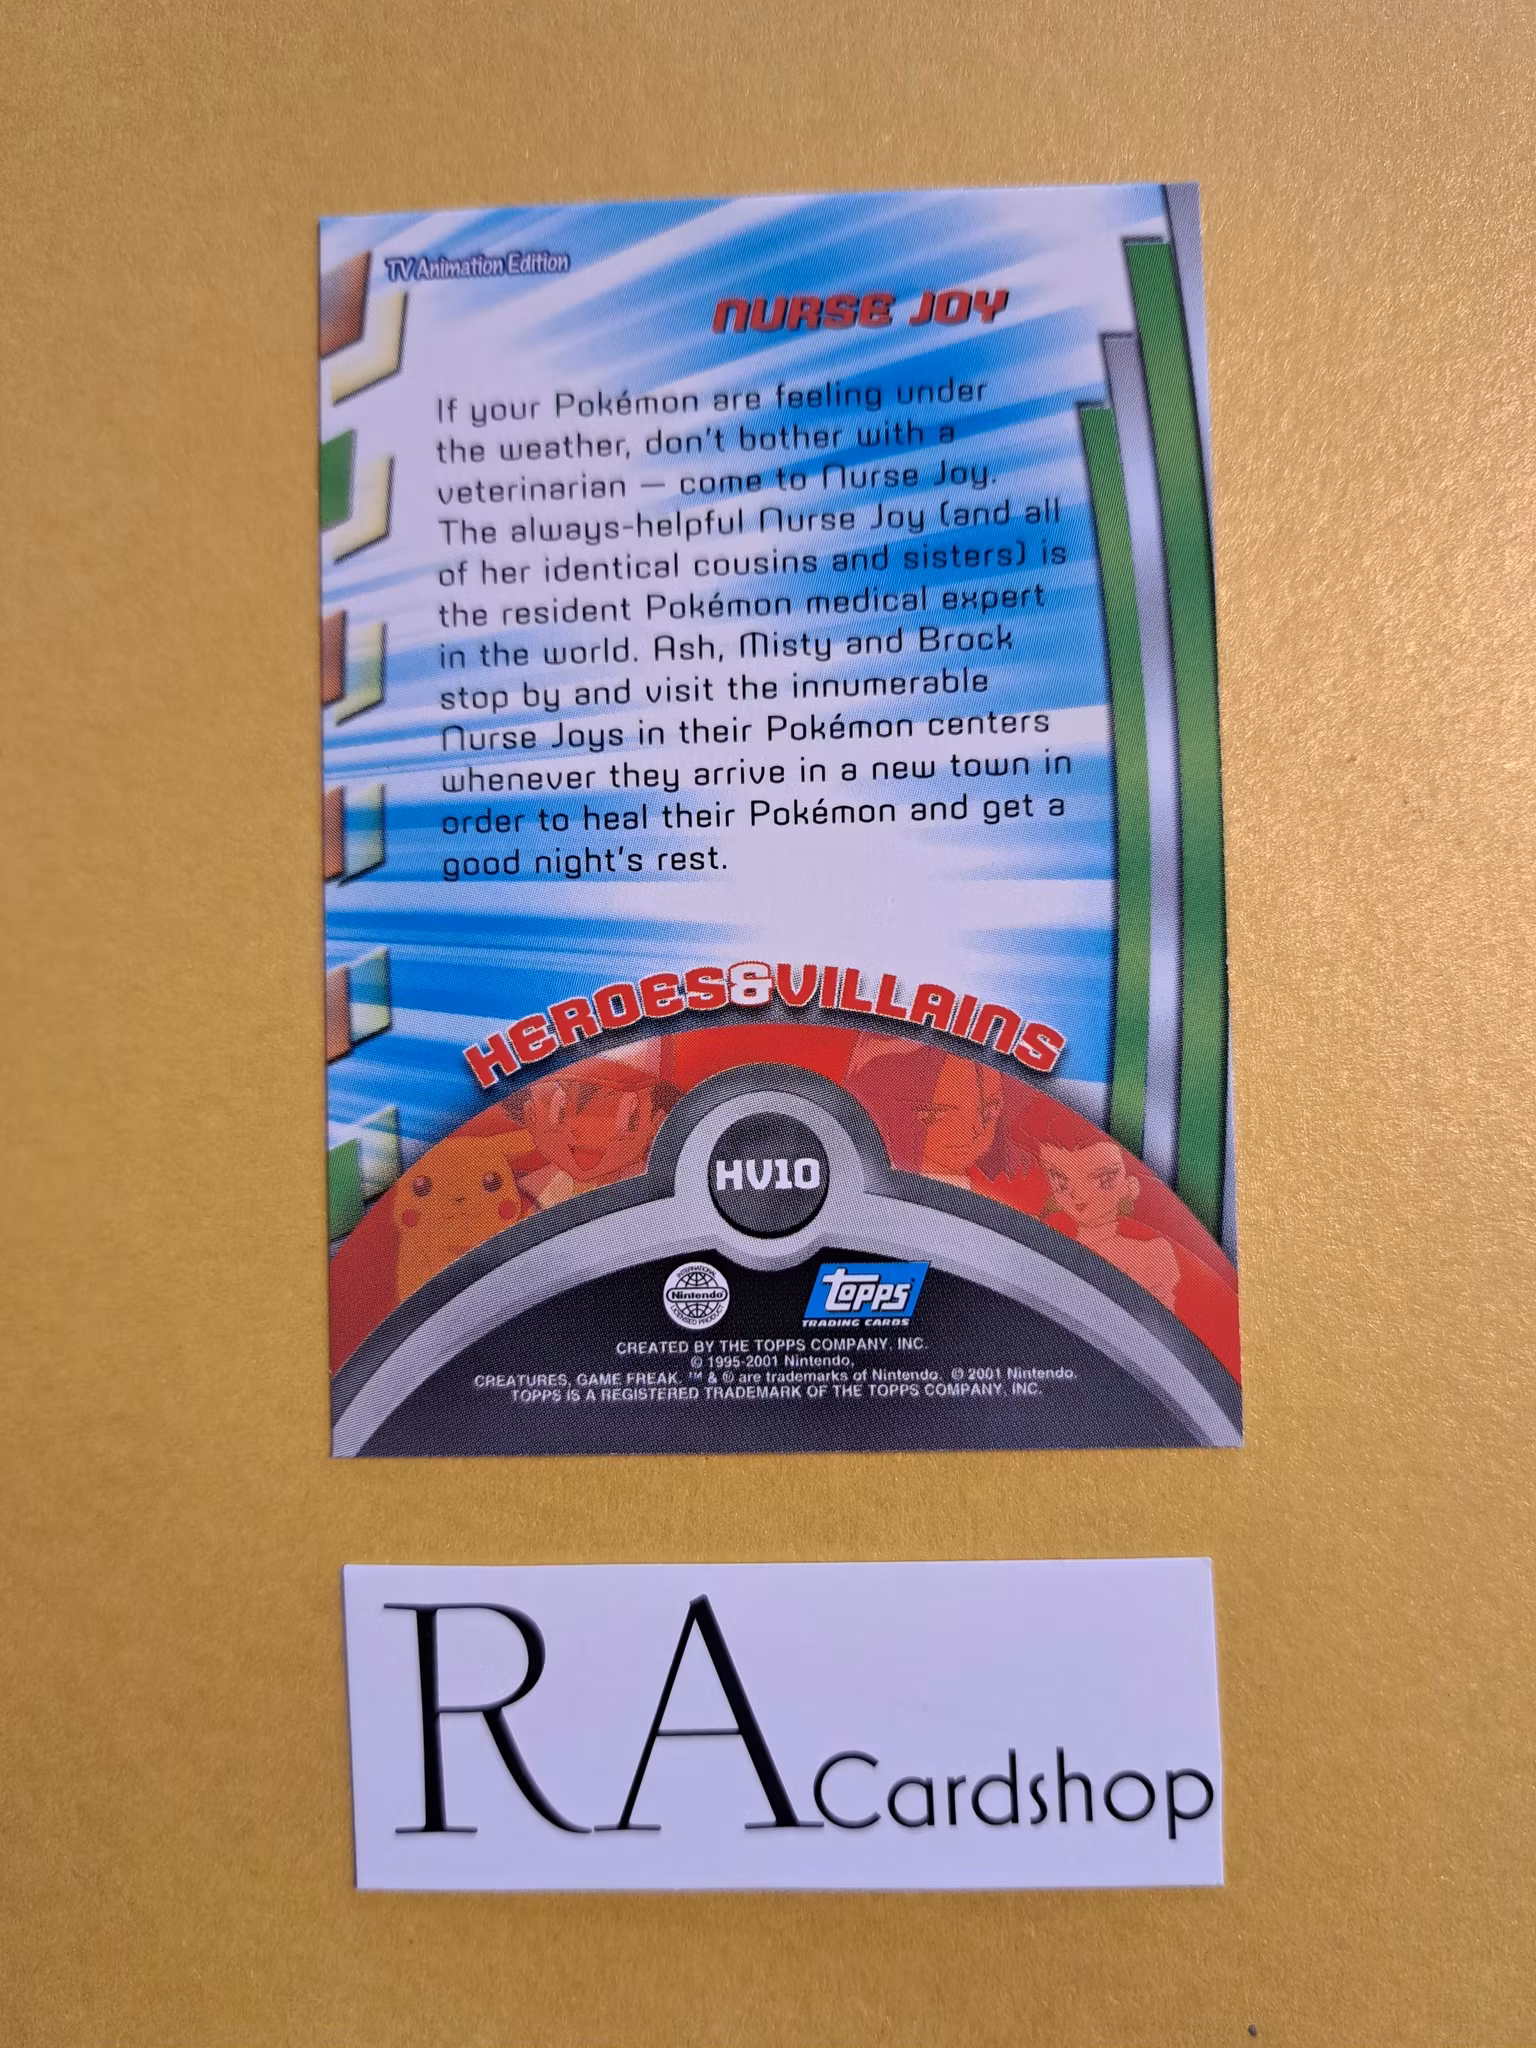 TV Animation Edition
NURSE JOY
If your Pokémon are feeling under
the weather, don't bother with a
veterinarian — come to Nurse Joy.
The always-helpful Nurse Joy (and all
of her identical cousins and sisters) is
the resident Pokémon medical expert
in the world. Ash, Misty and Brock
stop by and visit the innumerable
Nurse Joys in their Pokémon centers
whenever they arrive in a new town in
order to heal their Pokémon and get a
good night's rest.
HEROES&VILLAINS
HV10
INTERNATIONAL
Nintendo®
LICENSED PRODUCT
topps®
TRADING CARDS
CREATED BY THE TOPPS COMPANY, INC.
© 1995-2001 Nintendo,
CREATURES, GAME FREAK. ™ & ® are trademarks of Nintendo. © 2001 Nintendo.
TOPPS IS A REGISTERED TRADEMARK OF THE TOPPS COMPANY, INC.
RA Cardshop